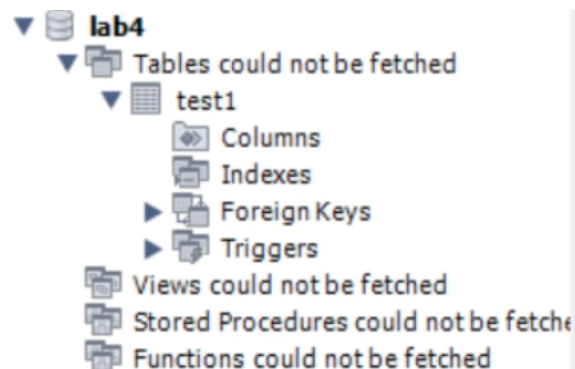 lab4
Tables could not be fetched
test1
Columns
Indexes
Foreign Keys
Triggers
Views could not be fetched
Stored Procedures could not be fetche
Functions could not be fetched